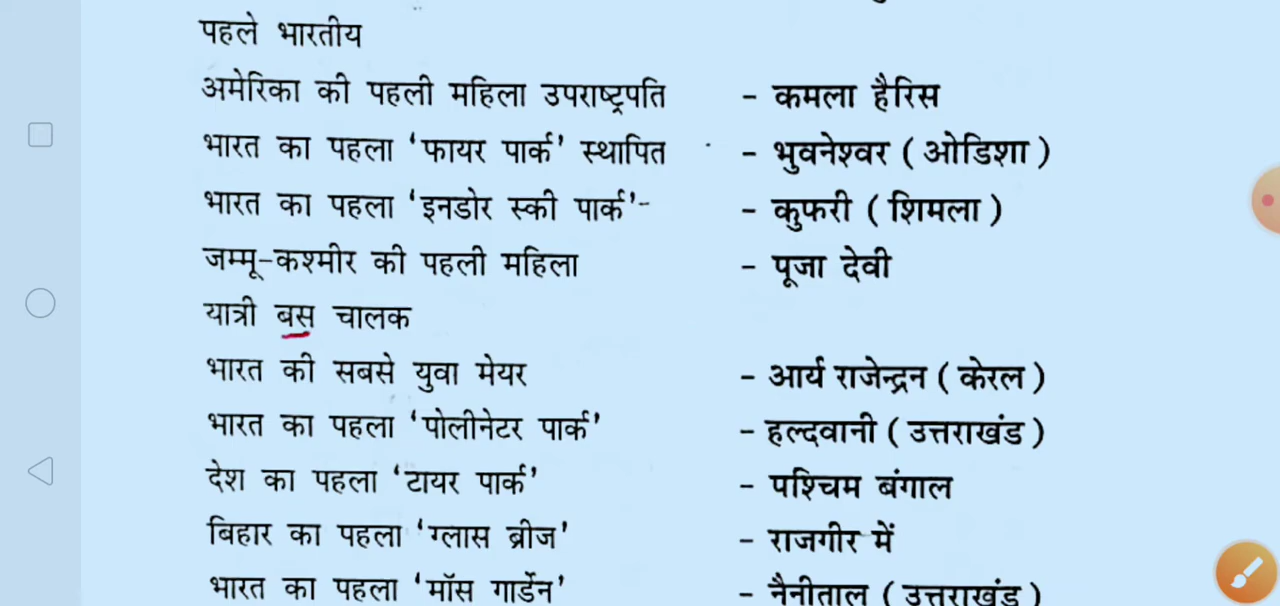 पहले भारतीय
अमेरिका की पहली महिला उपराष्ट्रपति - कमला हैरिस
भारत का पहला ‘फायर पार्क’ स्थापित - भुवनेश्वर ( ओडिशा )
भारत का पहला ‘इनडोर स्की पार्क’- - कुफरी ( शिमला )
जम्मू-कश्मीर की पहली महिला - पूजा देवी
यात्री बस चालक
भारत की सबसे युवा मेयर - आर्य राजेन्द्रन ( केरल )
भारत का पहला ‘पोलीनेटर पार्क’ - हल्दवानी ( उत्तराखंड )
देश का पहला ‘टायर पार्क’ - पश्चिम बंगाल
बिहार का पहला ‘ग्लास ब्रीज’ - राजगीर में
भारत का पहला ‘मॉस गार्डेन’ - नैनीताल ( उत्तराखंड )